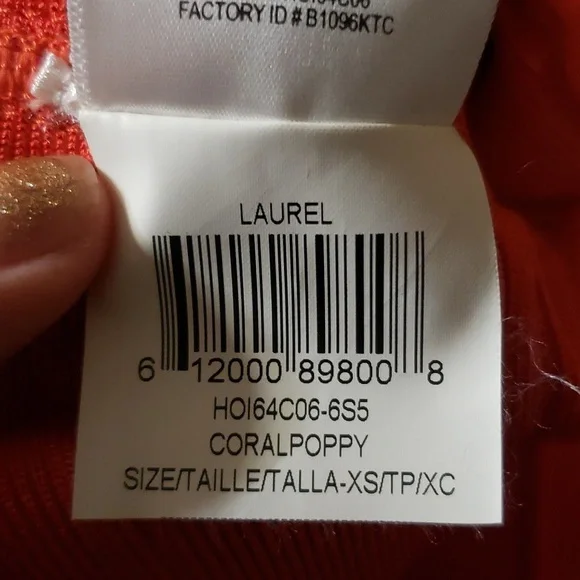 FACTORY ID # B1096KTC
LAUREL
6 12000 89800 8
HOI64C06-6S5
CORALPOPPY
SIZE/TAILLE/TALLA-XS/TP/XC